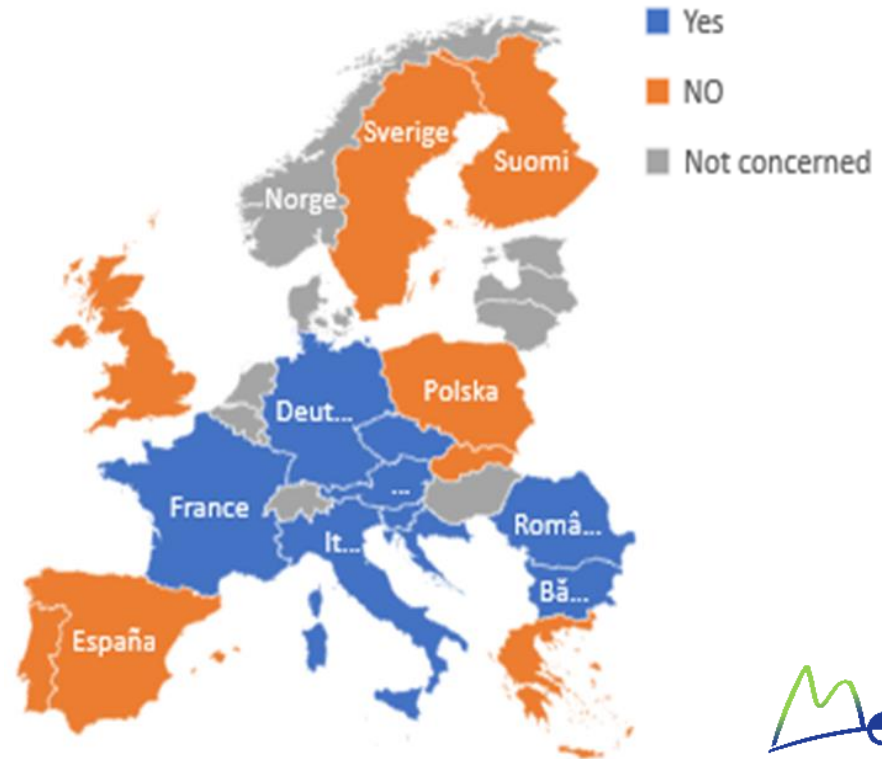 Yes
NO
Not concerned
Sverige
Suomi
Norge
Polska
Deut...
...
France
Româ...
It...
Bă...
España